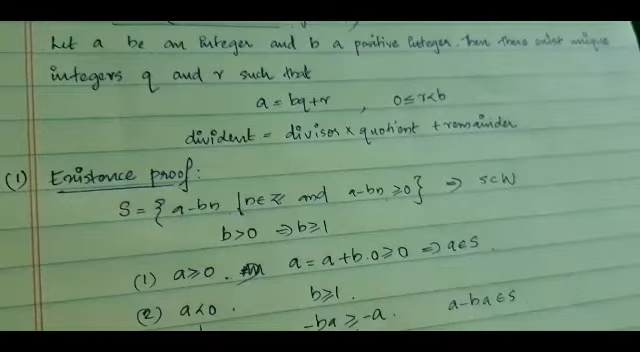 Let a be an Integer and b a positive Integer. Then there exist unique
integers q and r such that
a = bq+r , 0≤r<b
divident = divisor × quotient + remainder
(1) Existance proof:
S = { a-bn | n∈ℤ and a-bn ≥0} ⇒ S⊂W
b>0 ⇒ b≥1
(1) a≥0. a = a+b.0≥0 ⇒ a∈S.
(2) a<0. b≥1. a-ba∈S
-ba ≥ -a.